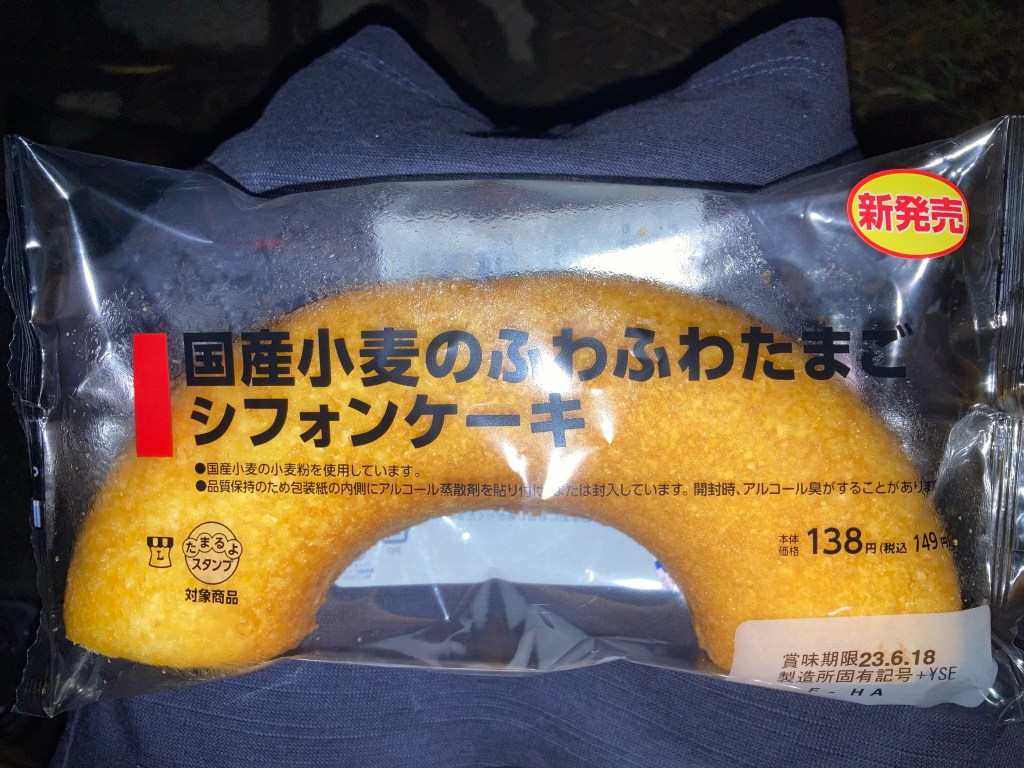 新発売
国産小麦のふわふわたまご
シフォンケーキ
●国産小麦の小麦粉を使用しています。
●品質保持のため包装紙の内側にアルコール蒸散剤を貼り付け または封入しています。開封時、アルコール臭がすることがありま
L
たまるよ
スタンプ
対象商品
本体
価格 138円(税込 149円
賞味期限23.6.18
製造所固有記号+YSE